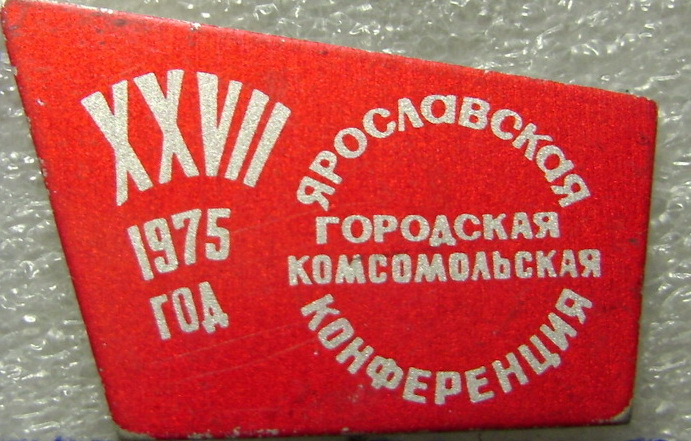 XXVII
1975
ГОД
ЯРОСЛАВСКАЯ
ГОРОДСКАЯ
КОМСОМОЛЬСКАЯ
КОНФЕРЕНЦИЯ